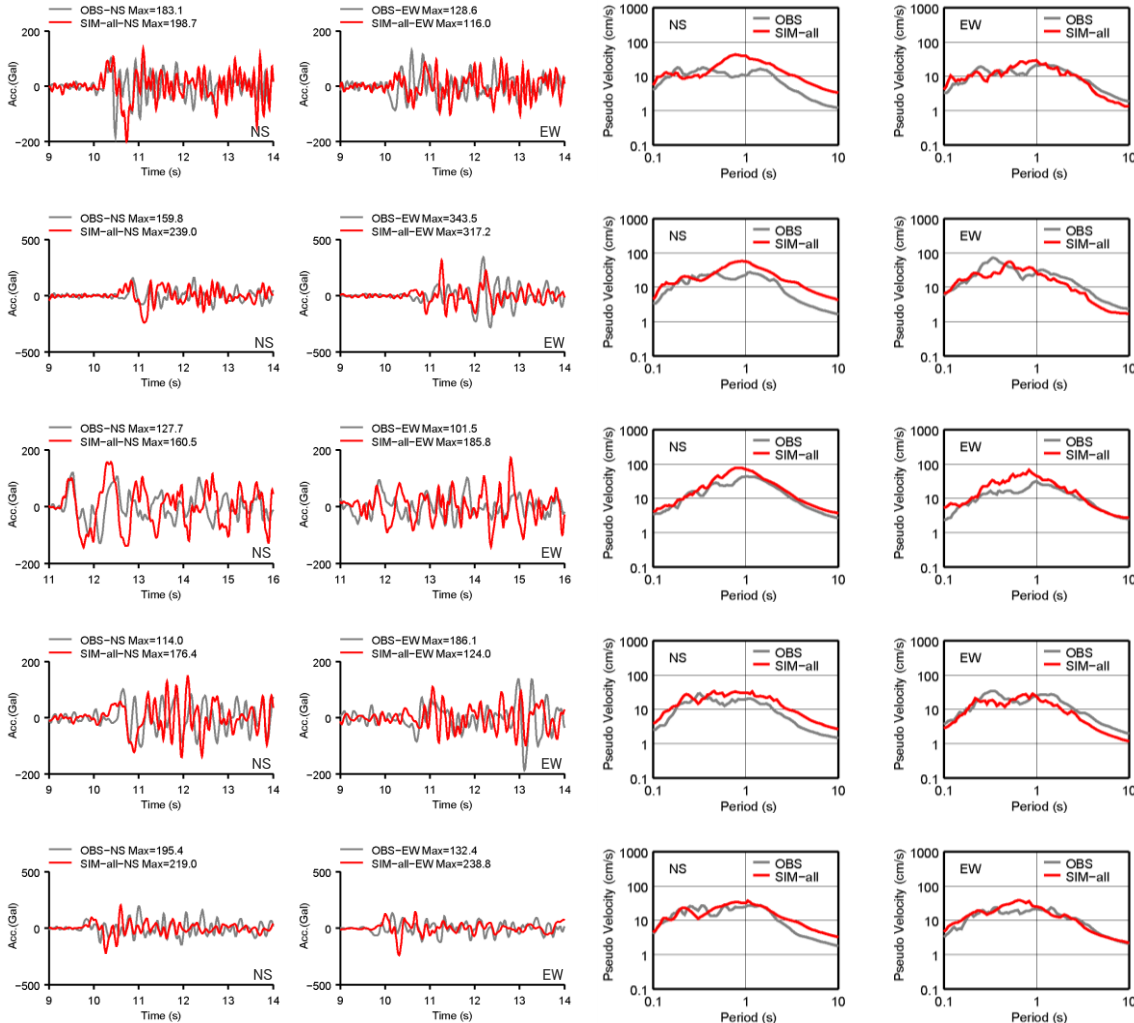 OBS−NS Max=183.1
SIM−all−NS Max=198.7
200
0
−200
Acc.(Gal)
NS
9 10 11 12 13 14
Time (s)
OBS−EW Max=128.6
SIM−all−EW Max=116.0
200
0
−200
Acc.(Gal)
EW
9 10 11 12 13 14
Time (s)
1000
100
10
1
0.1
Pseudo Velocity (cm/s)
NS
OBS
SIM−all
0.1 1 10
Period (s)
1000
100
10
1
0.1
Pseudo Velocity (cm/s)
EW
OBS
SIM−all
0.1 1 10
Period (s)
OBS−NS Max=159.8
SIM−all−NS Max=239.0
500
0
−500
Acc.(Gal)
NS
9 10 11 12 13 14
Time (s)
OBS−EW Max=343.5
SIM−all−EW Max=317.2
500
0
−500
Acc.(Gal)
EW
9 10 11 12 13 14
Time (s)
1000
100
10
1
0.1
Pseudo Velocity (cm/s)
NS
OBS
SIM−all
0.1 1 10
Period (s)
1000
100
10
1
0.1
Pseudo Velocity (cm/s)
EW
OBS
SIM−all
0.1 1 10
Period (s)
OBS−NS Max=127.7
SIM−all−NS Max=160.5
200
0
−200
Acc.(Gal)
NS
11 12 13 14 15 16
Time (s)
OBS−EW Max=101.5
SIM−all−EW Max=185.8
200
0
−200
Acc.(Gal)
EW
11 12 13 14 15 16
Time (s)
1000
100
10
1
0.1
Pseudo Velocity (cm/s)
NS
OBS
SIM−all
0.1 1 10
Period (s)
1000
100
10
1
0.1
Pseudo Velocity (cm/s)
EW
OBS
SIM−all
0.1 1 10
Period (s)
OBS−NS Max=114.0
SIM−all−NS Max=176.4
200
0
−200
Acc.(Gal)
NS
9 10 11 12 13 14
Time (s)
OBS−EW Max=186.1
SIM−all−EW Max=124.0
200
0
−200
Acc.(Gal)
EW
9 10 11 12 13 14
Time (s)
1000
100
10
1
0.1
Pseudo Velocity (cm/s)
NS
OBS
SIM−all
0.1 1 10
Period (s)
1000
100
10
1
0.1
Pseudo Velocity (cm/s)
EW
OBS
SIM−all
0.1 1 10
Period (s)
OBS−NS Max=195.4
SIM−all−NS Max=219.0
500
0
−500
Acc.(Gal)
NS
9 10 11 12 13 14
Time (s)
OBS−EW Max=132.4
SIM−all−EW Max=238.8
500
0
−500
Acc.(Gal)
EW
9 10 11 12 13 14
Time (s)
1000
100
10
1
0.1
Pseudo Velocity (cm/s)
NS
OBS
SIM−all
0.1 1 10
Period (s)
1000
100
10
1
0.1
Pseudo Velocity (cm/s)
EW
OBS
SIM−all
0.1 1 10
Period (s)